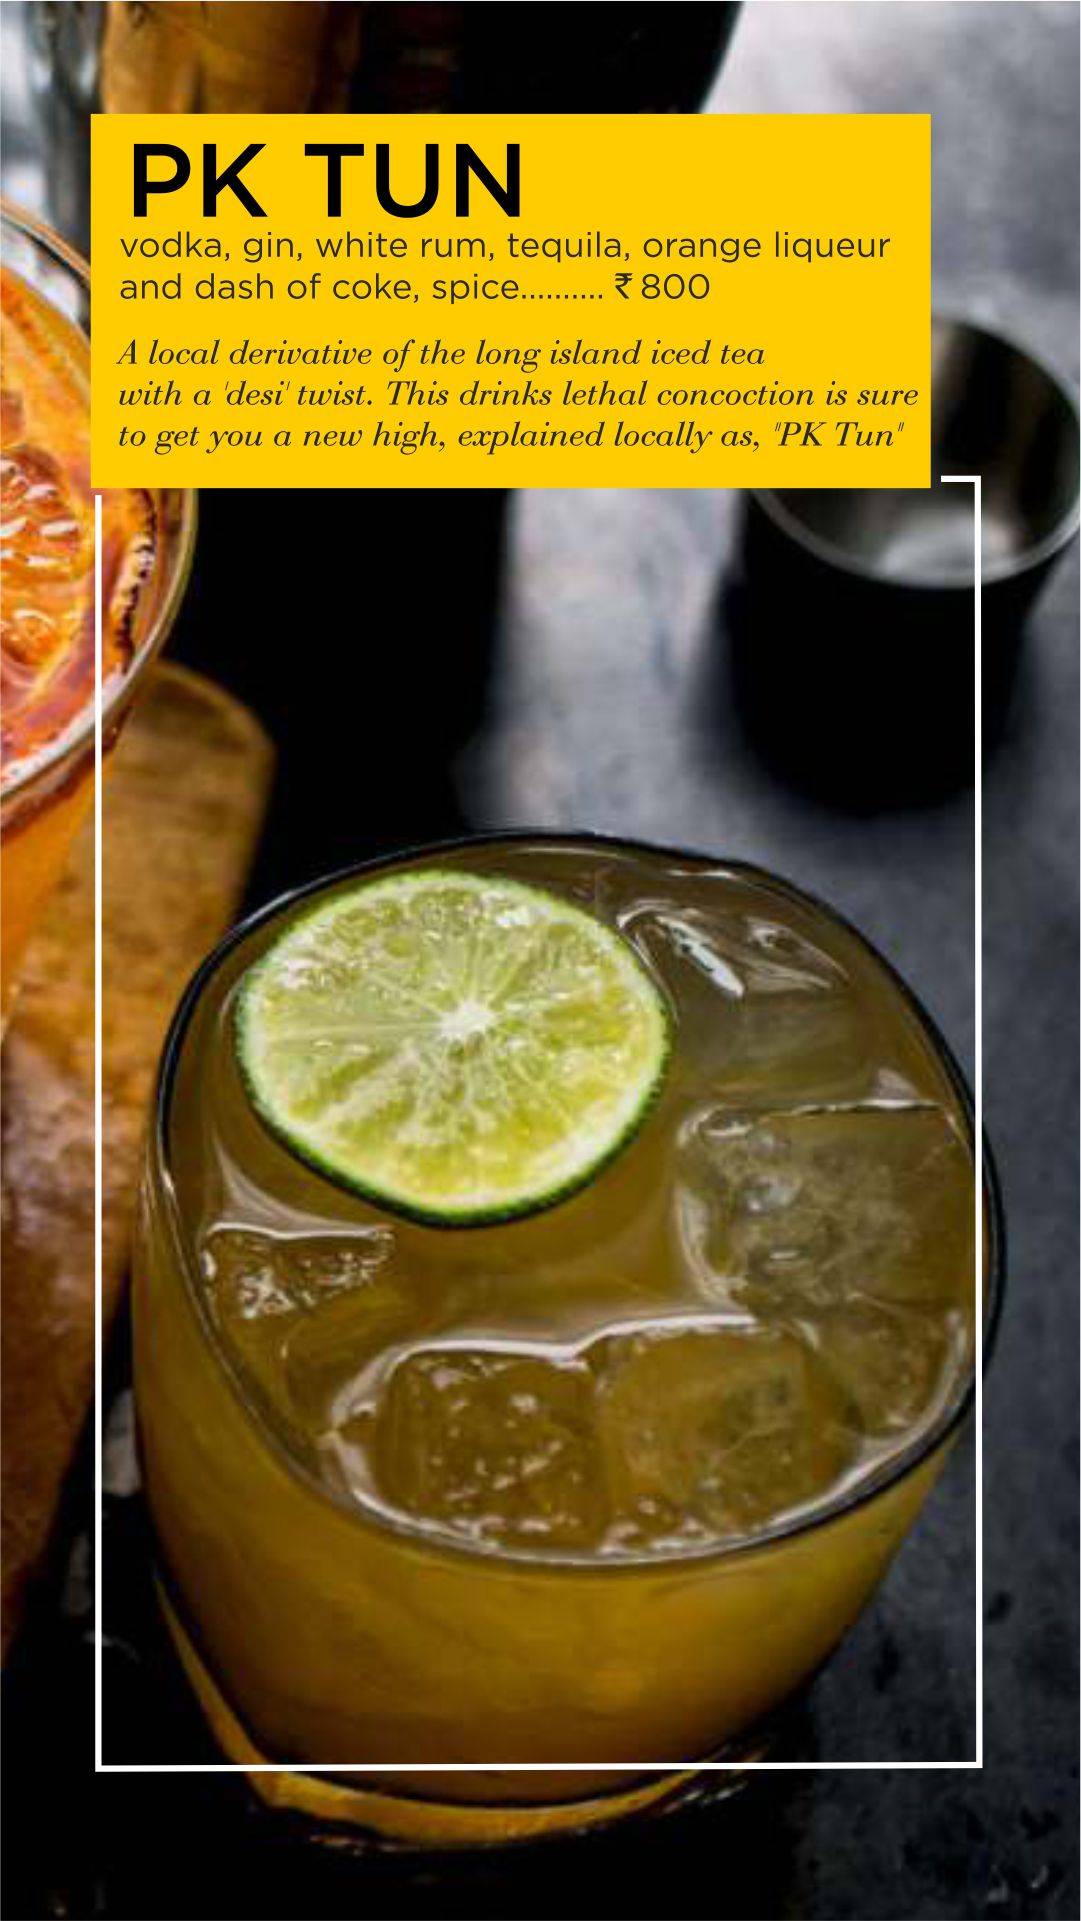 PK TUN
vodka, gin, white rum, tequila, orange liqueur
and dash of coke, spice.......... ₹ 800
A local derivative of the long island iced tea
with a 'desi' twist. This drinks lethal concoction is sure
to get you a new high, explained locally as, "PK Tun"